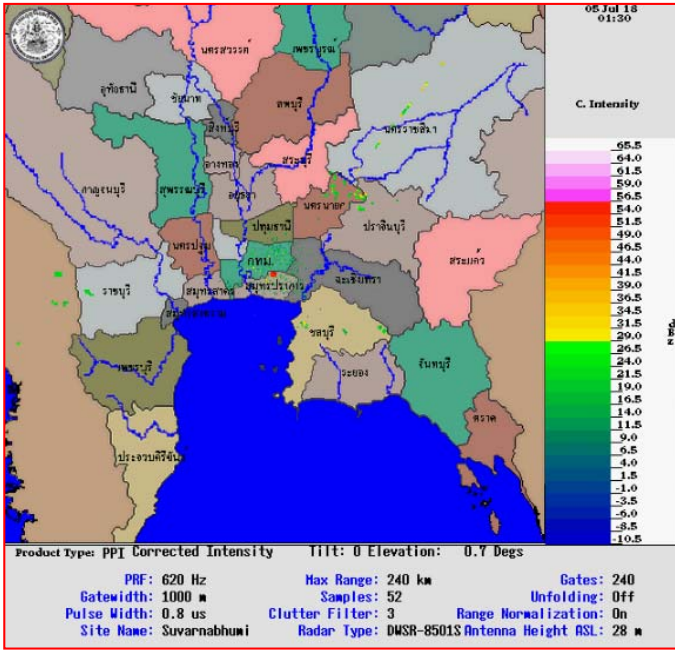 05 Jul 18
01:30
C. Intensity
นครสวรรค์
เพชรบูรณ์
อุทัยธานี
ชัยนาท
ลพบุรี
สิงหบุรี
นครราชสีมา
อ่างทอง
สระบุรี
กาญจนบุรี
สุพรรณบุรี
อยุธยา
นครนายก
ปราจีนบุรี
ปทุมธานี
นครปฐม
กทม.
สระแก้ว
ราชบุรี
สมุทรสาคร
สมุทรปราการ
ฉะเชิงเทรา
ชลบุรี
เพชรบุรี
ระยอง
จันทบุรี
ตราด
ประจวบคีรีขันธ์
65.5
64.0
61.5
59.0
56.5
54.0
51.5
49.0
46.5
44.0
41.5
39.0
36.5
34.0
31.5
29.0
26.5
24.0
21.5
19.0
16.5
14.0
11.5
9.0
6.5
4.0
1.5
-1.0
-3.5
-6.0
-8.5
-10.5
Product Type: PPI Corrected Intensity Tilt: 0 Elevation: 0.7 Degs
PRF: 620 Hz Max Range: 240 km Gates: 240
Gatewidth: 1000 m Samples: 52 Unfolding: Off
Pulse Width: 0.8 us Clutter Filter: 3 Range Normalization: On
Site Name: Suvarnabhumi Radar Type: DWSR-8501S Antenna Height ASL: 28 m